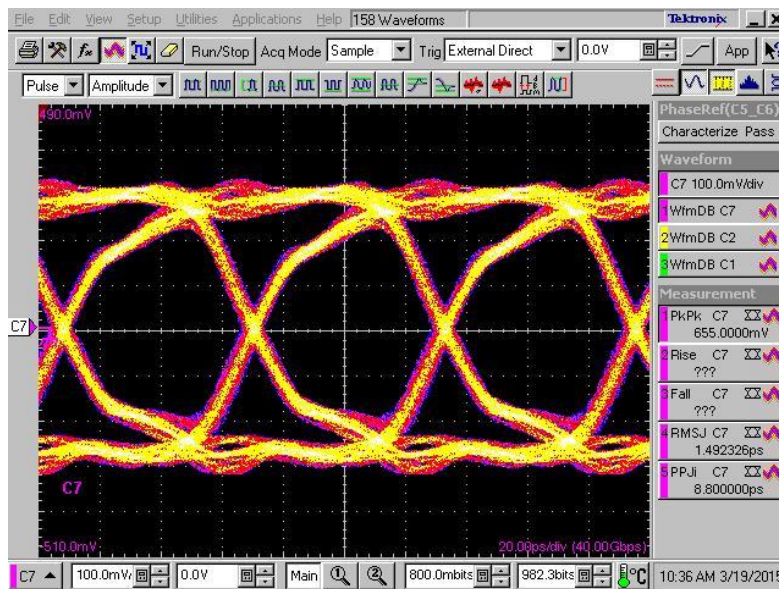 File Edit View Setup Utilities Applications Help 158 Waveforms Tektronix
Run/Stop Acq Mode Sample Trig External Direct 0.0V App
Pulse Amplitude
490.0mV
PhaseRef(C5_C6)
Characterize Pass
Waveform
C7 100.0mV/div
1 WfmDB C7
2 WfmDB C2
3 WfmDB C1
Measurement
1 PkPk C7
655.0000mV
2 Rise C7
???
3 Fall C7
???
4 RMSJ C7
1.492326ps
5 PPJi C7
8.800000ps
C7
C7
-510.0mV 20.00ps/div (40.00Gbps)
C7 100.0mV/ 0.0V Main 1 2 800.0mbits 982.3bits °C 10:36 AM 3/19/2015